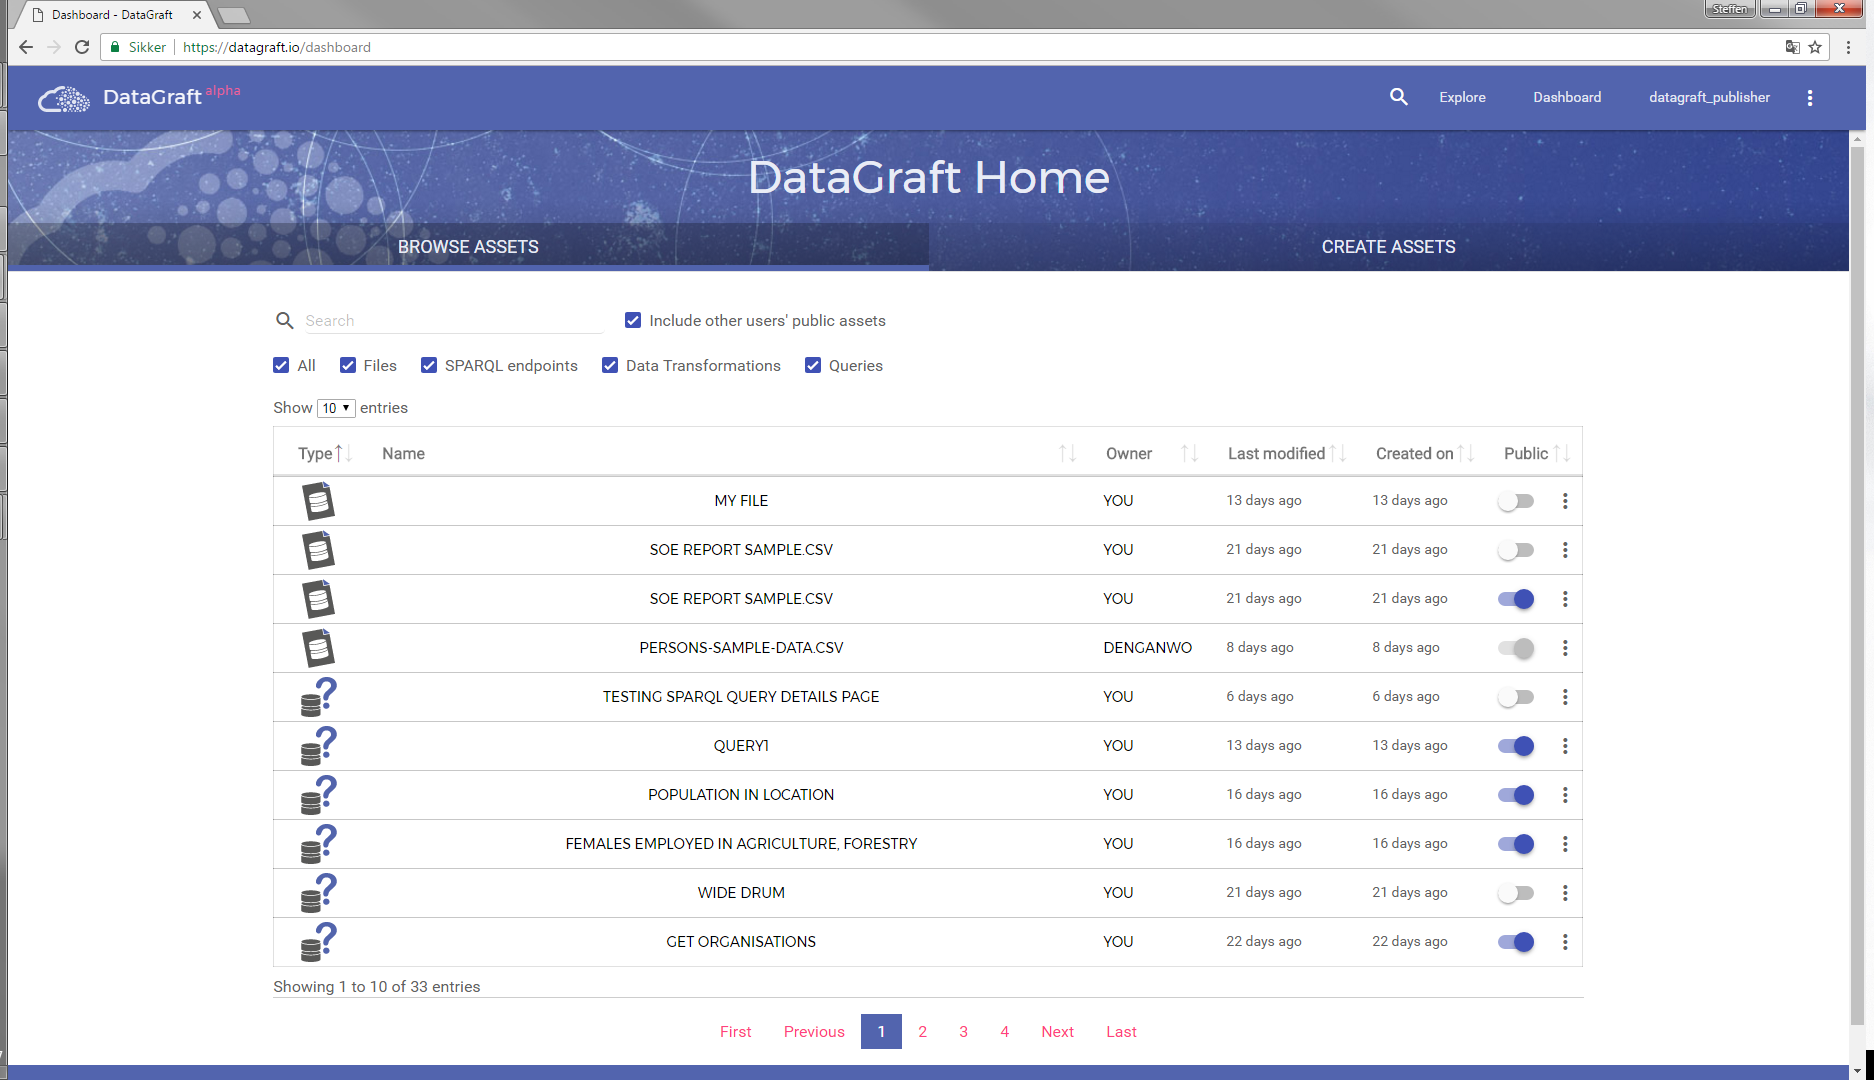 Dashboard - DataGraft
Steffen
Sikker https://datagraft.io/dashboard
DataGraft alpha Explore Dashboard datagraft_publisher
DataGraft Home
BROWSE ASSETS CREATE ASSETS
Search Include other users' public assets
All Files SPARQL endpoints Data Transformations Queries
Show 10 entries
Type Name Owner Last modified Created on Public
MY FILE YOU 13 days ago 13 days ago
SOE REPORT SAMPLE.CSV YOU 21 days ago 21 days ago
SOE REPORT SAMPLE.CSV YOU 21 days ago 21 days ago
PERSONS-SAMPLE-DATA.CSV DENGANWO 8 days ago 8 days ago
TESTING SPARQL QUERY DETAILS PAGE YOU 6 days ago 6 days ago
QUERY1 YOU 13 days ago 13 days ago
POPULATION IN LOCATION YOU 16 days ago 16 days ago
FEMALES EMPLOYED IN AGRICULTURE, FORESTRY YOU 16 days ago 16 days ago
WIDE DRUM YOU 21 days ago 21 days ago
GET ORGANISATIONS YOU 22 days ago 22 days ago
Showing 1 to 10 of 33 entries
First Previous 1 2 3 4 Next Last